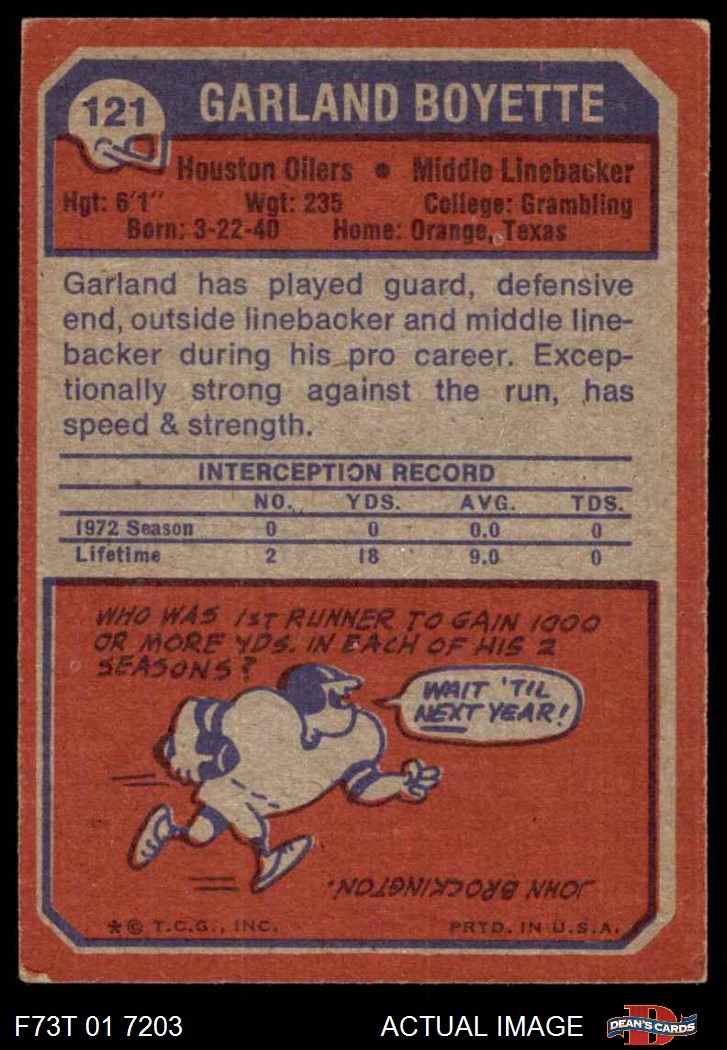 121
GARLAND BOYETTE
Houston Oilers • Middle Linebacker
Hgt: 6'1" Wgt: 235 College: Grambling
Born: 3-22-40 Home: Orange, Texas
Garland has played guard, defensive
end, outside linebacker and middle line-
backer during his pro career. Excep-
tionally strong against the run, has
speed & strength.
INTERCEPTION RECORD
NO. YDS. AVG. TDS.
1972 Season 0 0 0.0 0
Lifetime 2 18 9.0 0
WHO WAS 1ST RUNNER TO GAIN 1000
OR MORE YDS. IN EACH OF HIS 2
SEASONS?
WAIT 'TIL
NEXT YEAR!
JOHN BROCKINGTON.
*© T.C.G., INC. PRTD. IN U.S.A.
F73T 01 7203 ACTUAL IMAGE
D
DEAN'S CARDS